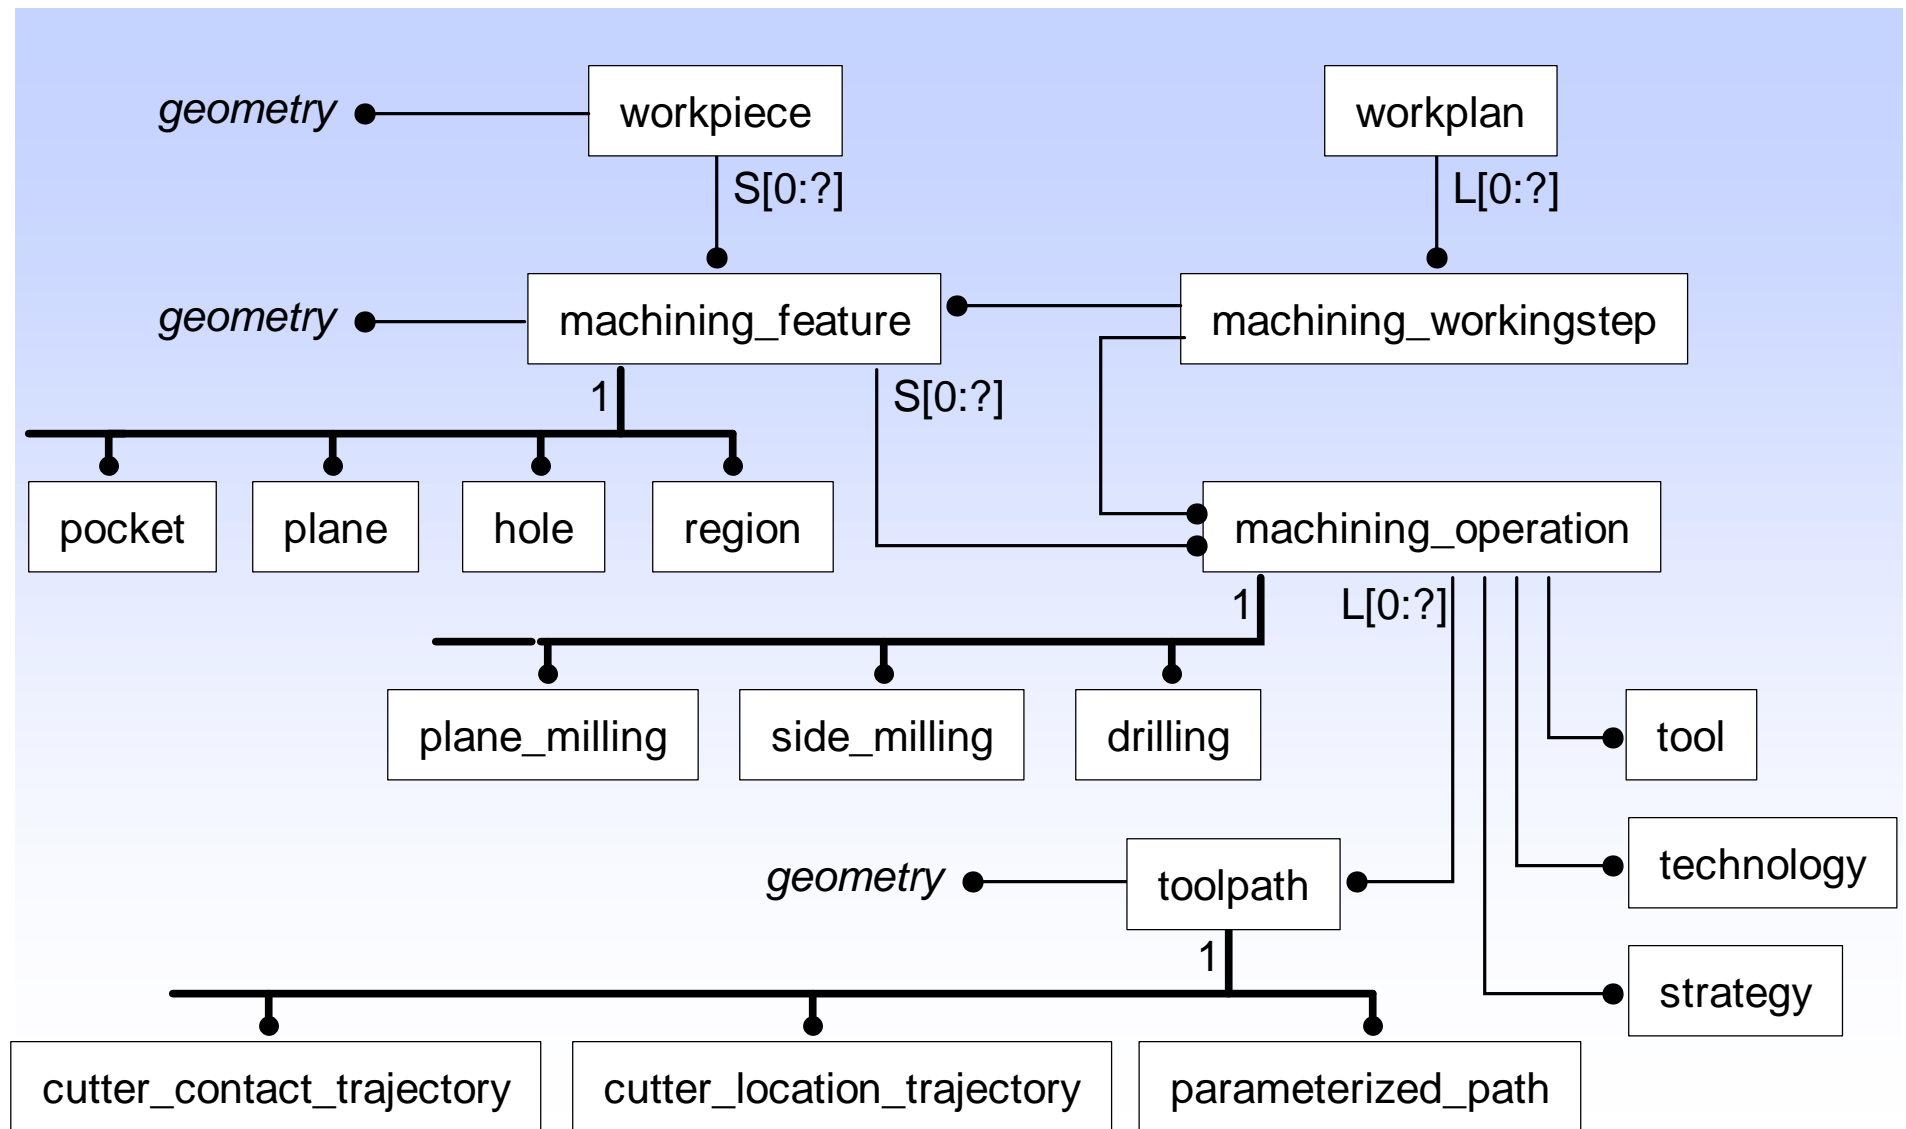 geometry
workpiece
workplan
S[0:?]
L[0:?]
geometry
machining_feature
machining_workingstep
1
S[0:?]
pocket
plane
hole
region
machining_operation
1
L[0:?]
plane_milling
side_milling
drilling
tool
geometry
toolpath
technology
1
strategy
cutter_contact_trajectory
cutter_location_trajectory
parameterized_path